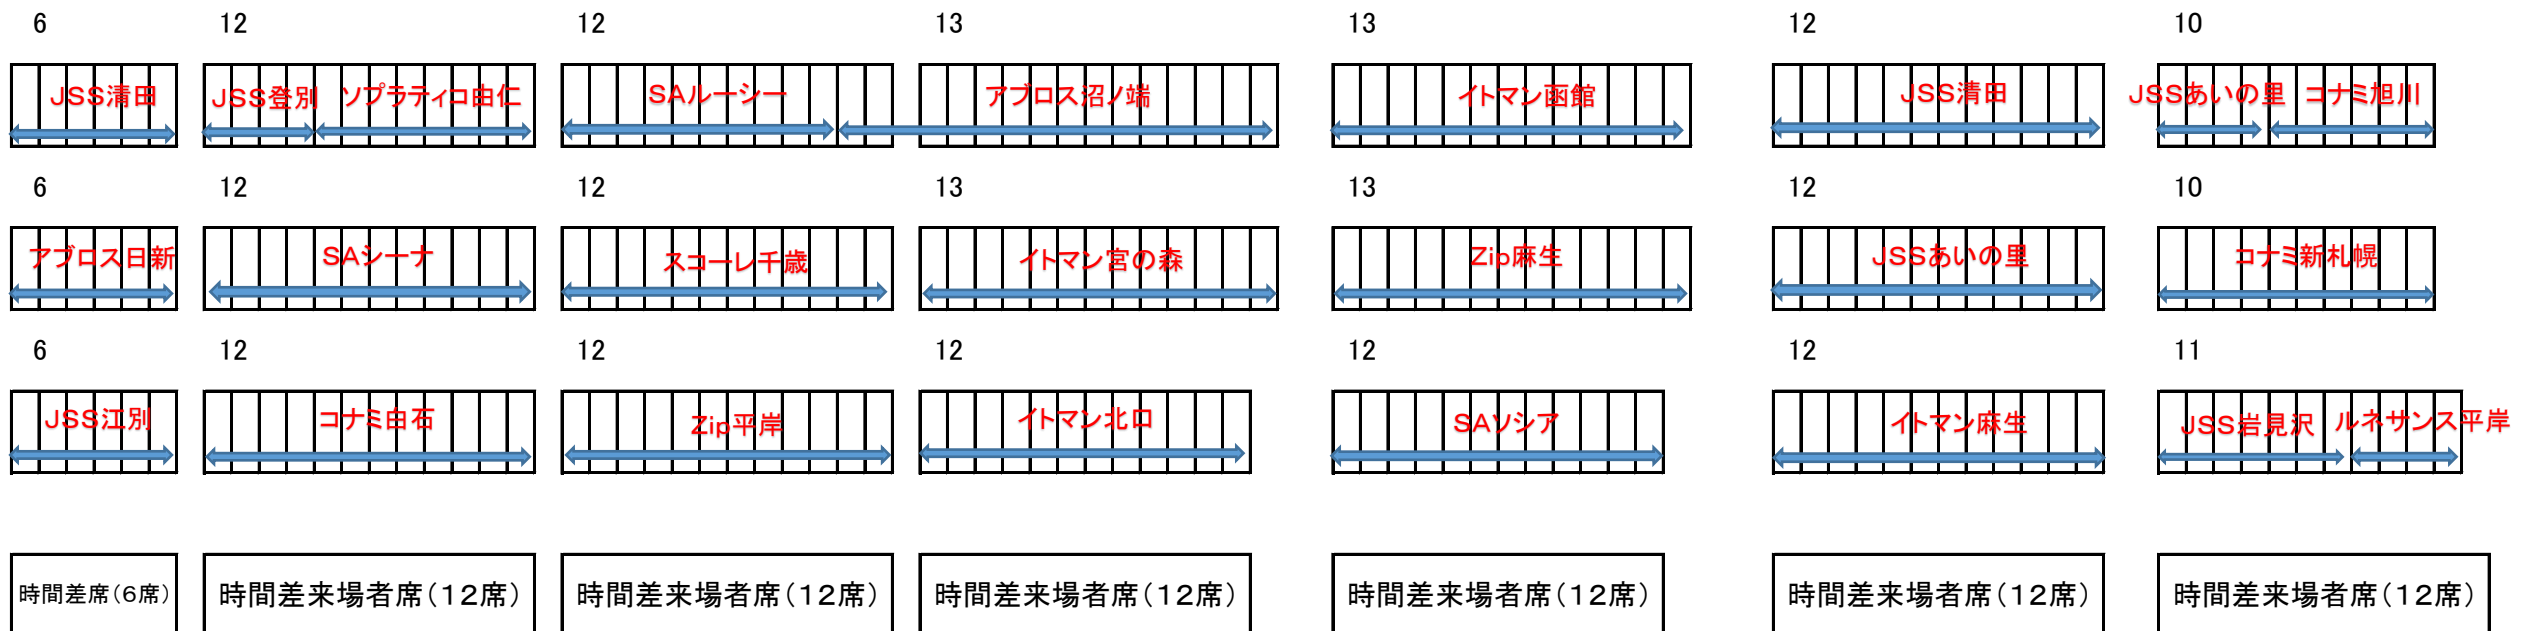 6 12 12 13 13 12 10
JSS清田 JSS登別 ソプラティコ由仁 SAルーシー アブロス沼ノ端 イトマン函館 JSS清田 JSSあいの里 コナミ旭川
6 12 12 13 13 12 10
アブロス日新 SAシーナ スコーレ千歳 イトマン宮の森 Zip麻生 JSSあいの里 コナミ新札幌
6 12 12 12 12 12 11
JSS江別 コナミ白石 Zip平岸 イトマン北口 SAソシア イトマン麻生 JSS岩見沢 ルネサンス平岸
時間差席(6席) 時間差来場者席(12席) 時間差来場者席(12席) 時間差来場者席(12席) 時間差来場者席(12席) 時間差来場者席(12席) 時間差来場者席(12席)